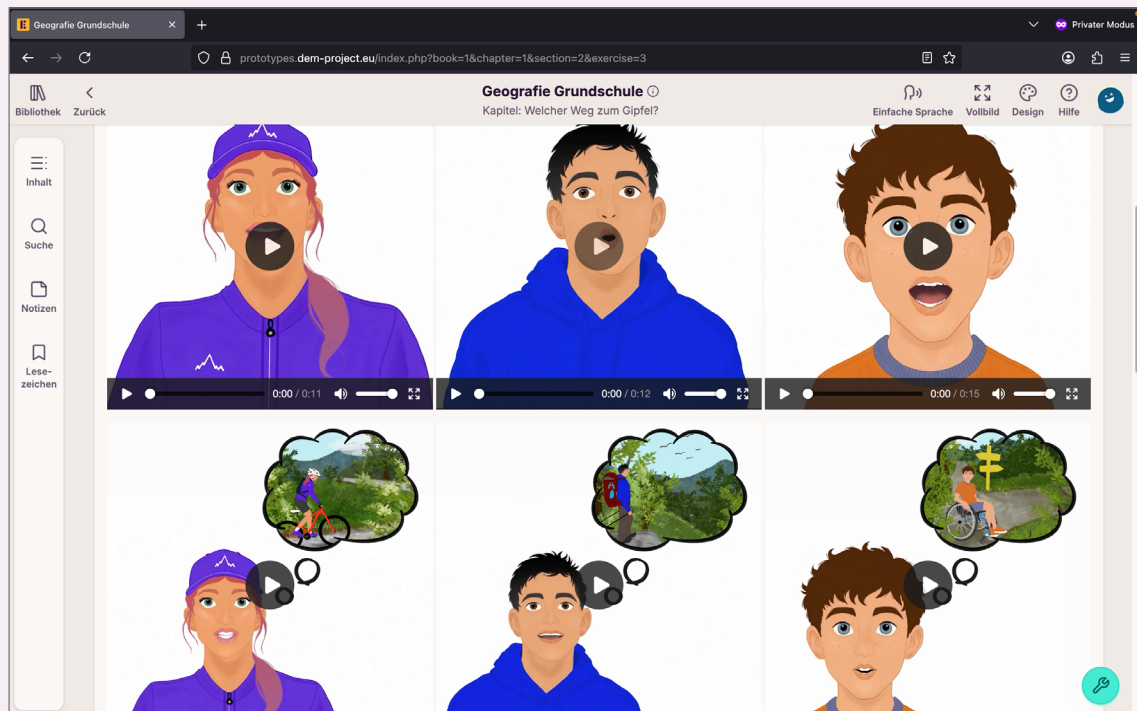 Geografie Grundschule
Privater Modus
prototypes.dem-project.eu/index.php?book=1&chapter=1&section=2&exercise=3
Bibliothek
Zurück
Geografie Grundschule
Kapitel: Welcher Weg zum Gipfel?
Einfache Sprache
Vollbild
Design
Hilfe
Inhalt
Suche
Notizen
Lese-
zeichen
0:00 / 0:11
0:00 / 0:12
0:00 / 0:15